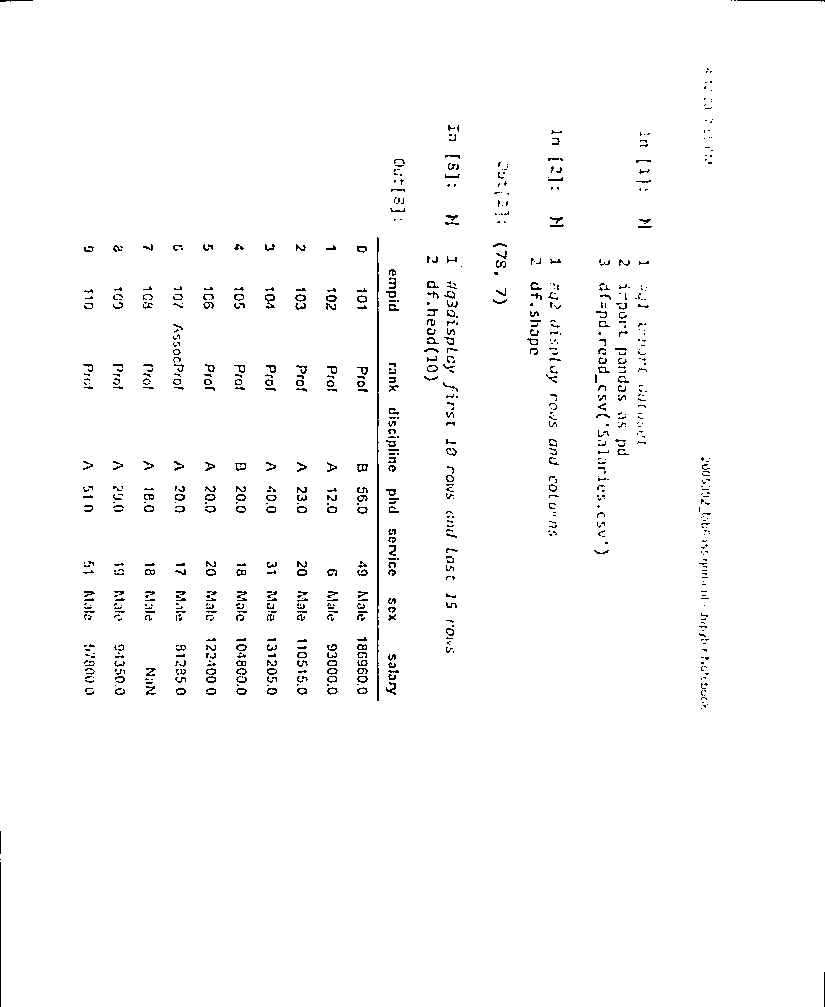 In [1]: 1 #q1 import dataset
2 import pandas as pd
3 df=pd.read_csv('Salaries.csv')
In [2]: 1 #q2 display rows and columns
2 df.shape
Out[2]: (78, 7)
In [8]: 1 #q3display first 10 rows and last 15 rows
2 df.head(10)
Out[8]:
empid rank discipline phd service sex salary
0 101 Prof B 56.0 49 Male 186960.0
1 102 Prof A 12.0 6 Male 93000.0
2 103 Prof A 23.0 20 Male 110515.0
3 104 Prof A 40.0 31 Male 131205.0
4 105 Prof B 20.0 18 Male 104800.0
5 106 Prof A 20.0 20 Male 122400.0
6 107 AssocProf A 20.0 17 Male 81285.0
7 108 Prof A 18.0 18 Male NaN
8 109 Prof A 29.0 19 Male 94350.0
9 110 Prof A 51.0 51 Male 57800.0